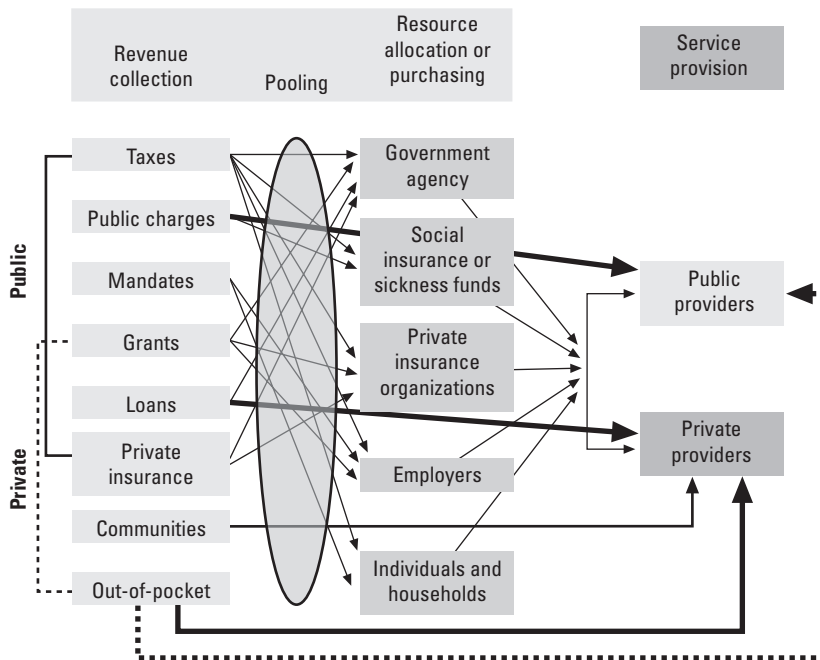 Revenue
collection
Pooling
Resource
allocation or
purchasing
Service
provision
Public
Private
Taxes
Public charges
Mandates
Grants
Loans
Private
insurance
Communities
Out-of-pocket
Government
agency
Social
insurance or
sickness funds
Private
insurance
organizations
Employers
Individuals and
households
Public
providers
Private
providers